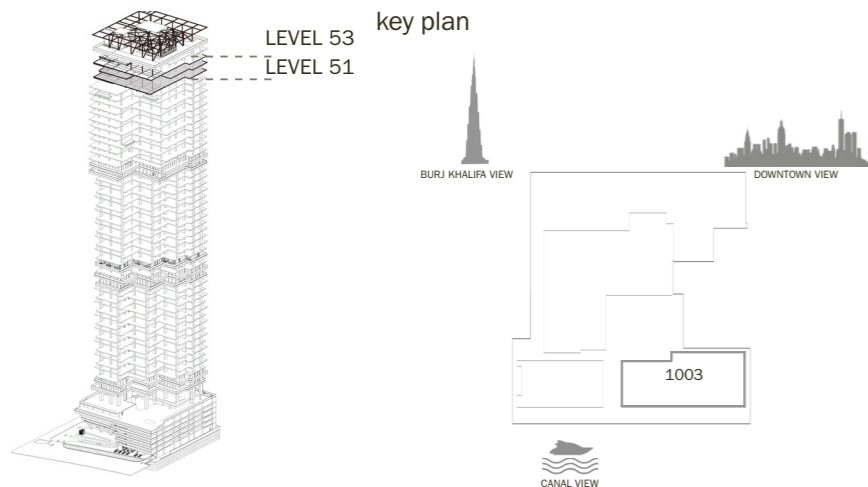 key plan
LEVEL 53
LEVEL 51
BURJ KHALIFA VIEW
DOWNTOWN VIEW
1003
CANAL VIEW